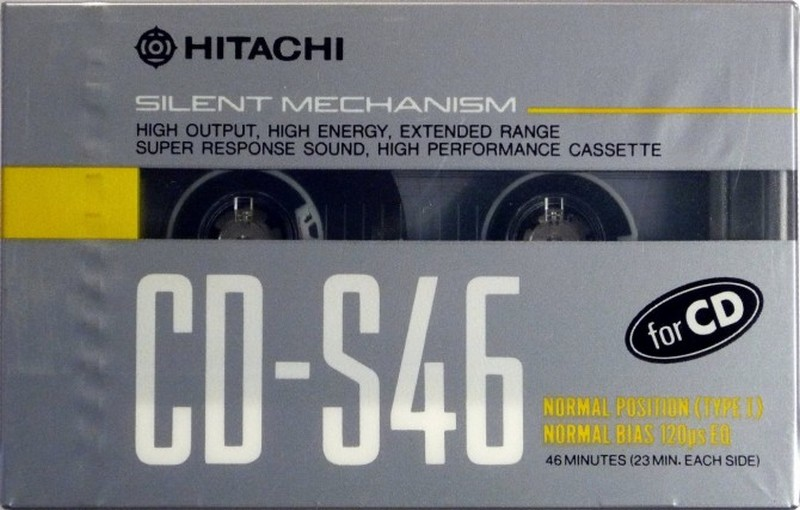 HITACHI
SILENT MECHANISM
HIGH OUTPUT, HIGH ENERGY, EXTENDED RANGE
SUPER RESPONSE SOUND, HIGH PERFORMANCE CASSETTE
CD-S46
for CD
NORMAL POSITION (TYPE I)
NORMAL BIAS 120μs EQ
46 MINUTES (23 MIN. EACH SIDE)